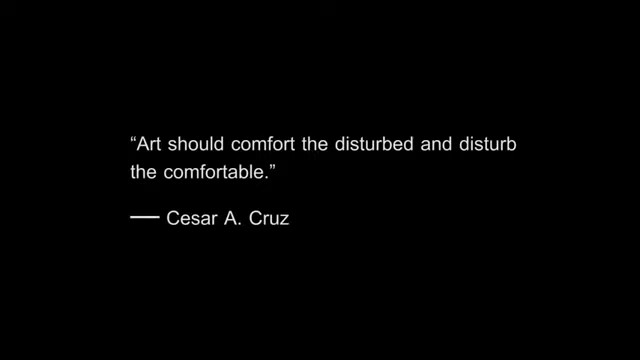 “Art should comfort the disturbed and disturb
the comfortable.”
— Cesar A. Cruz